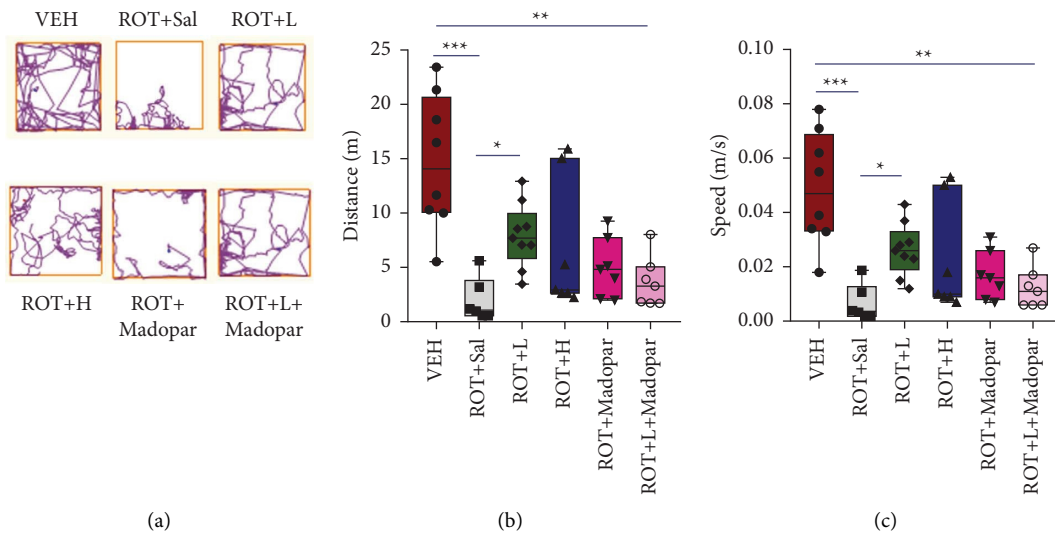 VEH ROT+Sal ROT+L
ROT+H ROT+ ROT+L+
Madopar Madopar
(a)
**
***
*
25
20
15
10
5
0
Distance (m)
VEH
ROT+Sal
ROT+L
ROT+H
ROT+Madopar
ROT+L+Madopar
(b)
**
***
*
0.10
0.08
0.06
0.04
0.02
0.00
Speed (m/s)
VEH
ROT+Sal
ROT+L
ROT+H
ROT+Madopar
ROT+L+Madopar
(c)